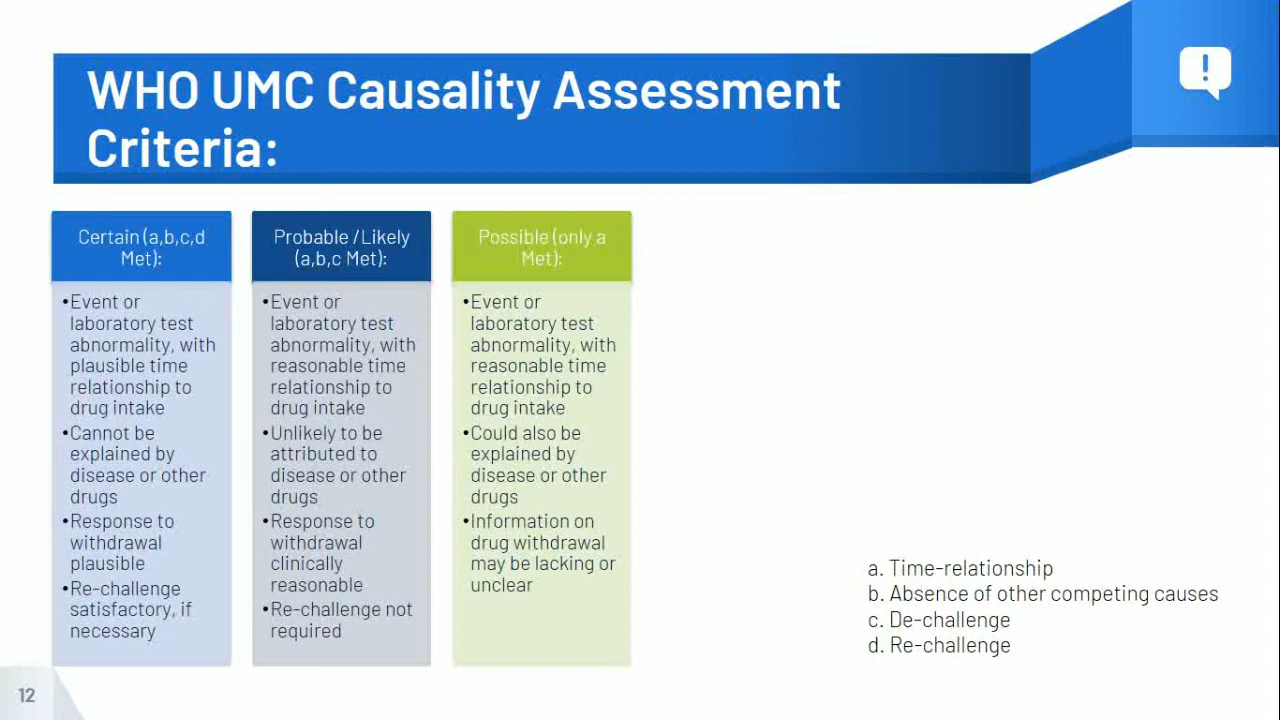 WHO UMC Causality Assessment
Criteria:
Certain (a,b,c,d
Met):
•Event or
laboratory test
abnormality, with
plausible time
relationship to
drug intake
•Cannot be
explained by
disease or other
drugs
•Response to
withdrawal
plausible
•Re-challenge
satisfactory, if
necessary
Probable /Likely
(a,b,c Met):
•Event or
laboratory test
abnormality, with
reasonable time
relationship to
drug intake
•Unlikely to be
attributed to
disease or other
drugs
•Response to
withdrawal
clinically
reasonable
•Re-challenge not
required
Possible (only a
Met):
•Event or
laboratory test
abnormality, with
reasonable time
relationship to
drug intake
•Could also be
explained by
disease or other
drugs
•Information on
drug withdrawal
may be lacking or
unclear
a. Time-relationship
b. Absence of other competing causes
c. De-challenge
d. Re-challenge
12